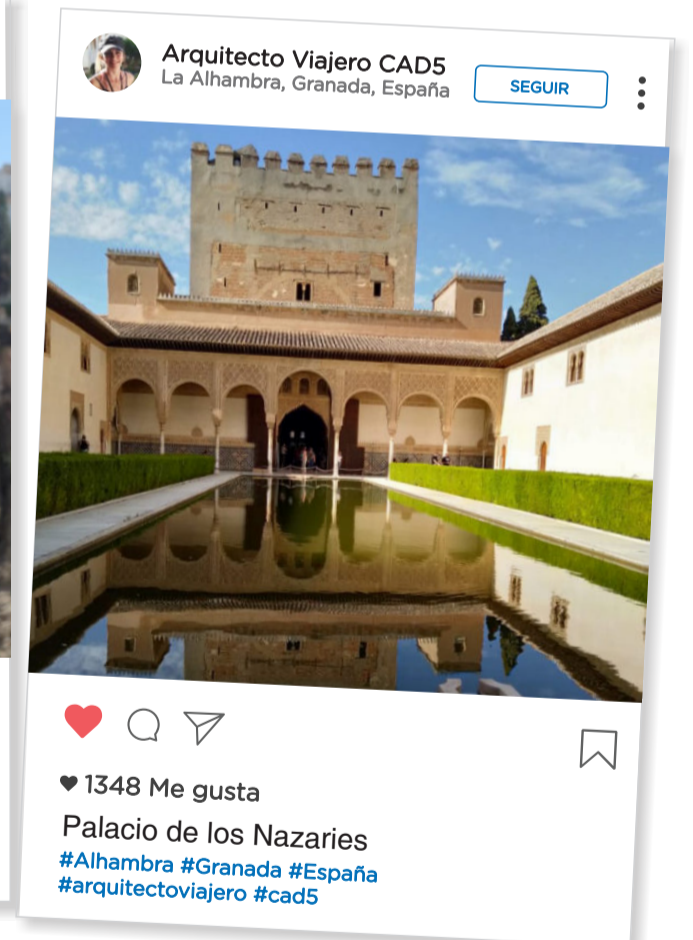 Arquitecto Viajero CAD5
La Alhambra, Granada, España
SEGUIR
1348 Me gusta
Palacio de los Nazaries
#Alhambra #Granada #España
#arquitectoviajero #cad5